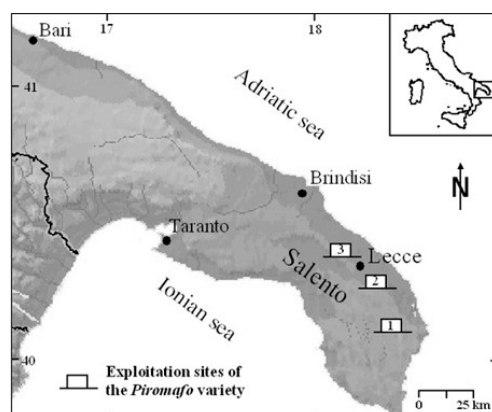 17
18
Bari
41
Adriatic sea
Brindisi
N
Taranto
3
Lecce
Salento
2
Ionian sea
1
40
Exploitation sites
of the Piromafo variety
0
25 km